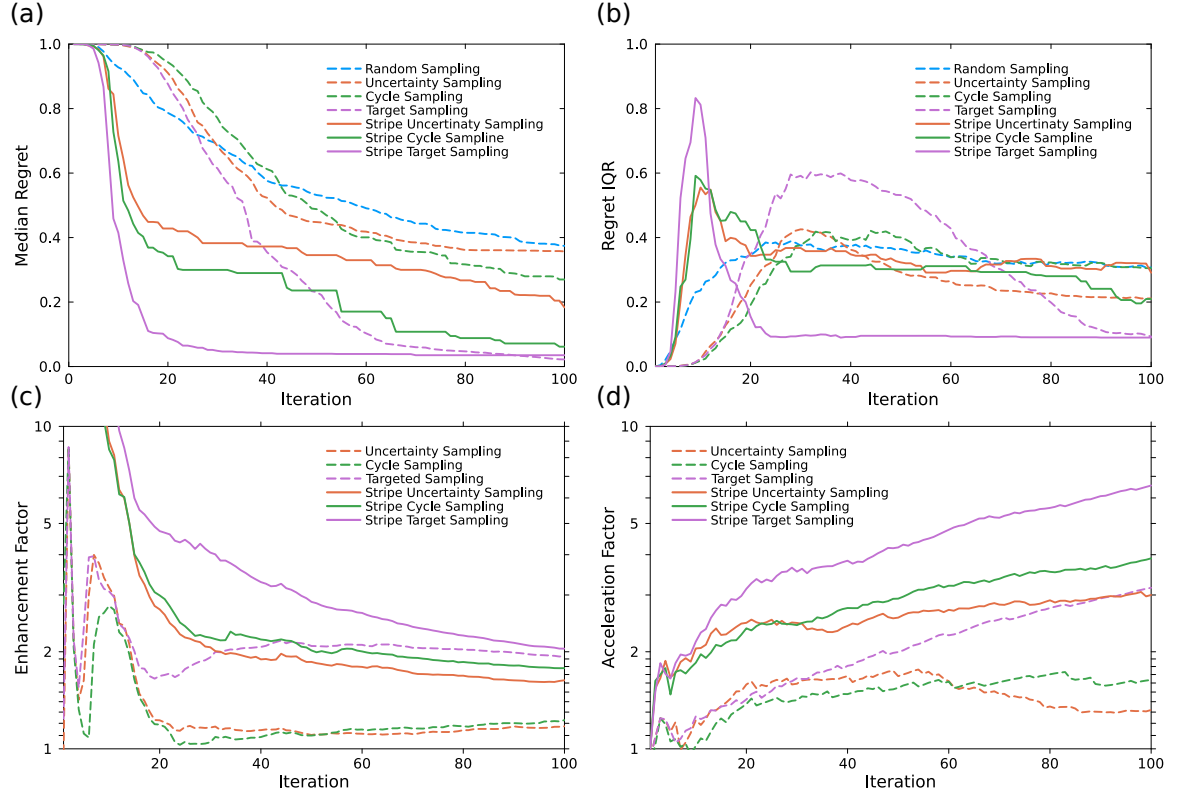 (a)
1.0
0.8
0.6
0.4
0.2
0.0
Median Regret
Random Sampling
Uncertainty Sampling
Cycle Sampling
Target Sampling
Stripe Uncertinaty Sampling
Stripe Cycle Sampline
Stripe Target Sampling
0 20 40 60 80 100
Iteration
(b)
1.0
0.8
0.6
0.4
0.2
0.0
Regret IQR
Random Sampling
Uncertainty Sampling
Cycle Sampling
Target Sampling
Stripe Uncertinaty Sampling
Stripe Cycle Sampline
Stripe Target Sampling
20 40 60 80 100
Iteration
(c)
10
5
2
1
Enhancement Factor
Uncertainty Sampling
Cycle Sampling
Targeted Sampling
Stripe Uncertainty Sampling
Stripe Cycle Sampling
Stripe Target Sampling
20 40 60 80 100
Iteration
(d)
10
5
2
1
Acceleration Factor
Uncertainty Sampling
Cycle Sampling
Target Sampling
Stripe Uncertainty Sampling
Stripe Cycle Sampling
Stripe Target Sampling
20 40 60 80 100
Iteration